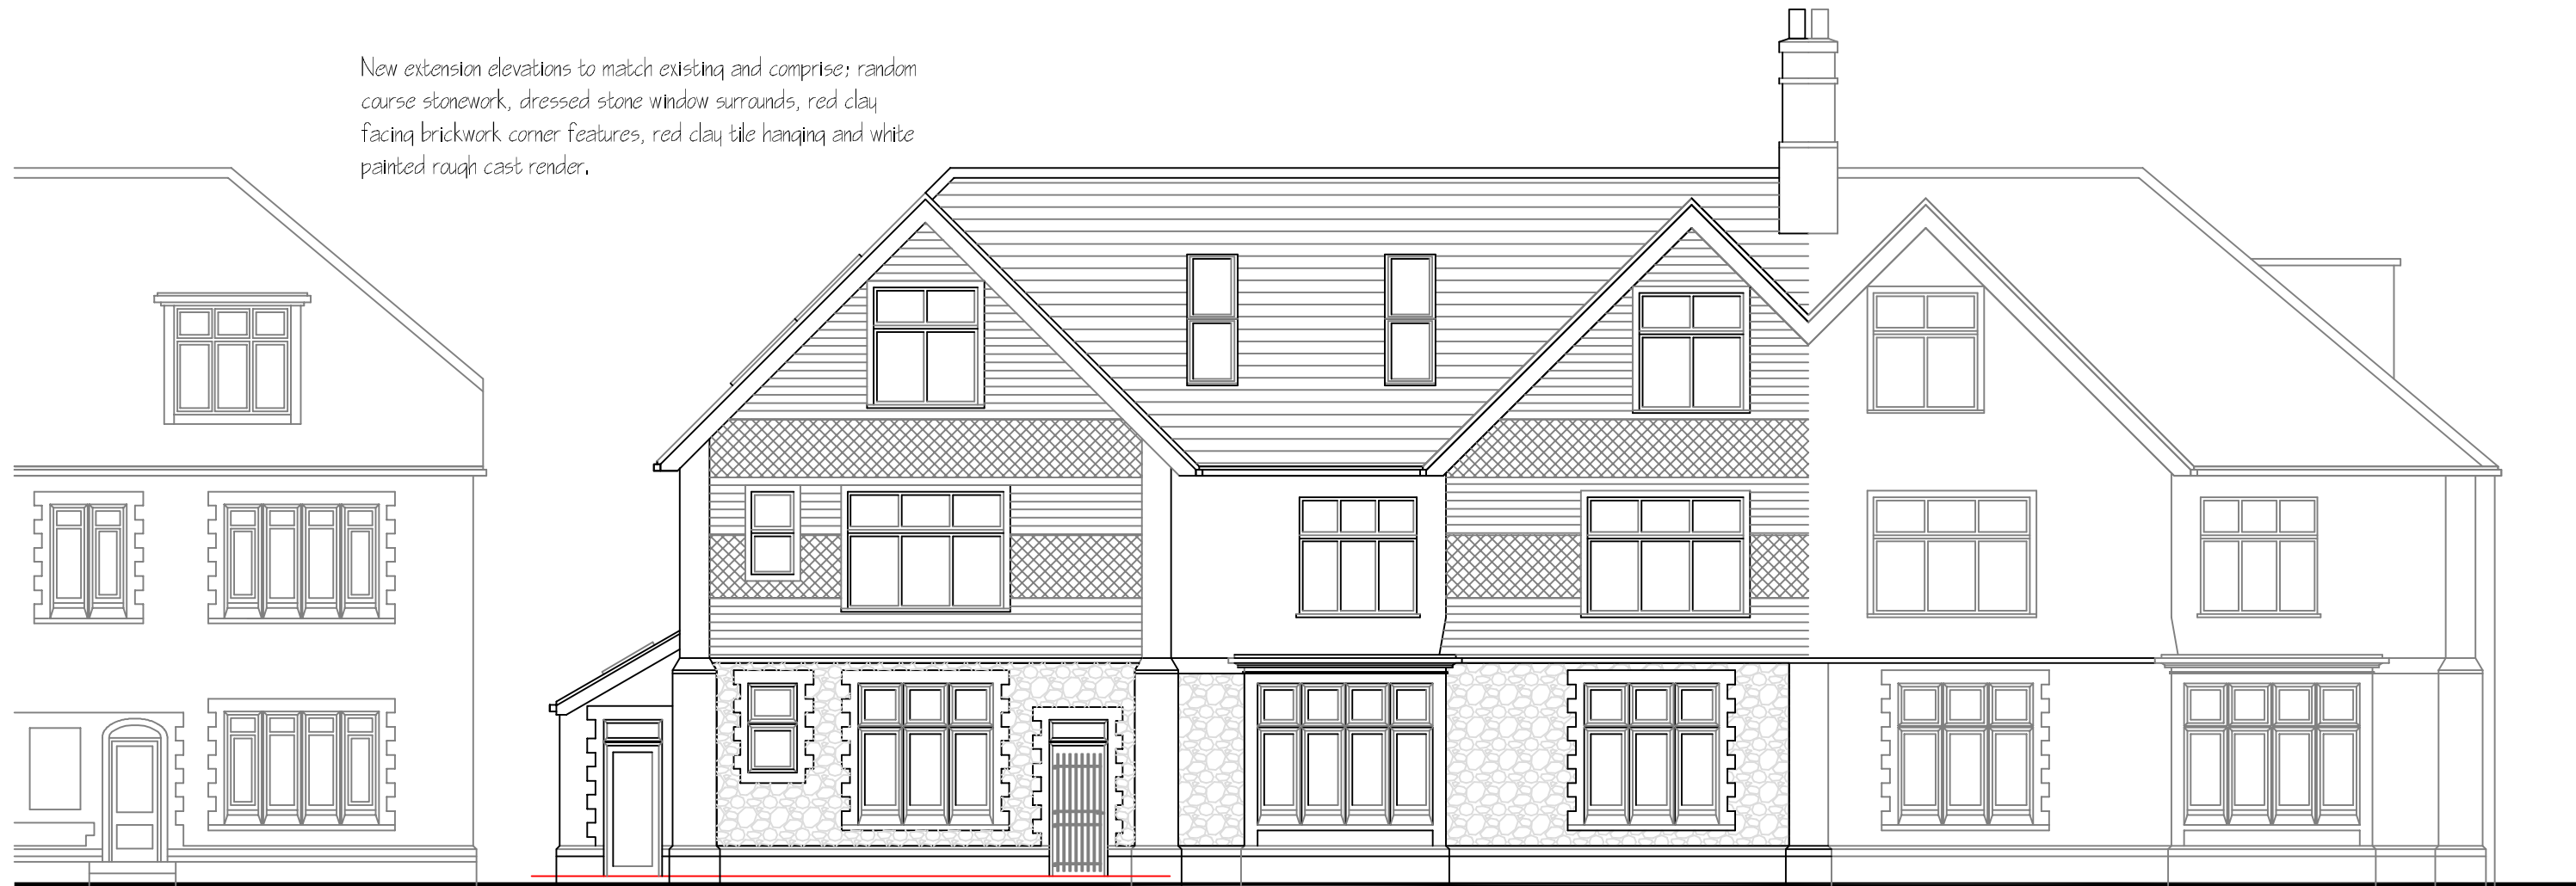 New extension elevations to match existing and comprise; random
course stonework, dressed stone window surrounds, red clay
facing brickwork corner features, red clay tile hanging and white
painted rough cast render.